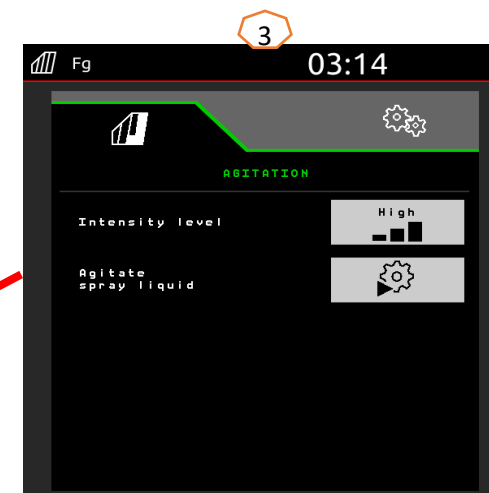 3
Fg
03:14
AGITATION
Intensity level
High
Agitate
spray liquid